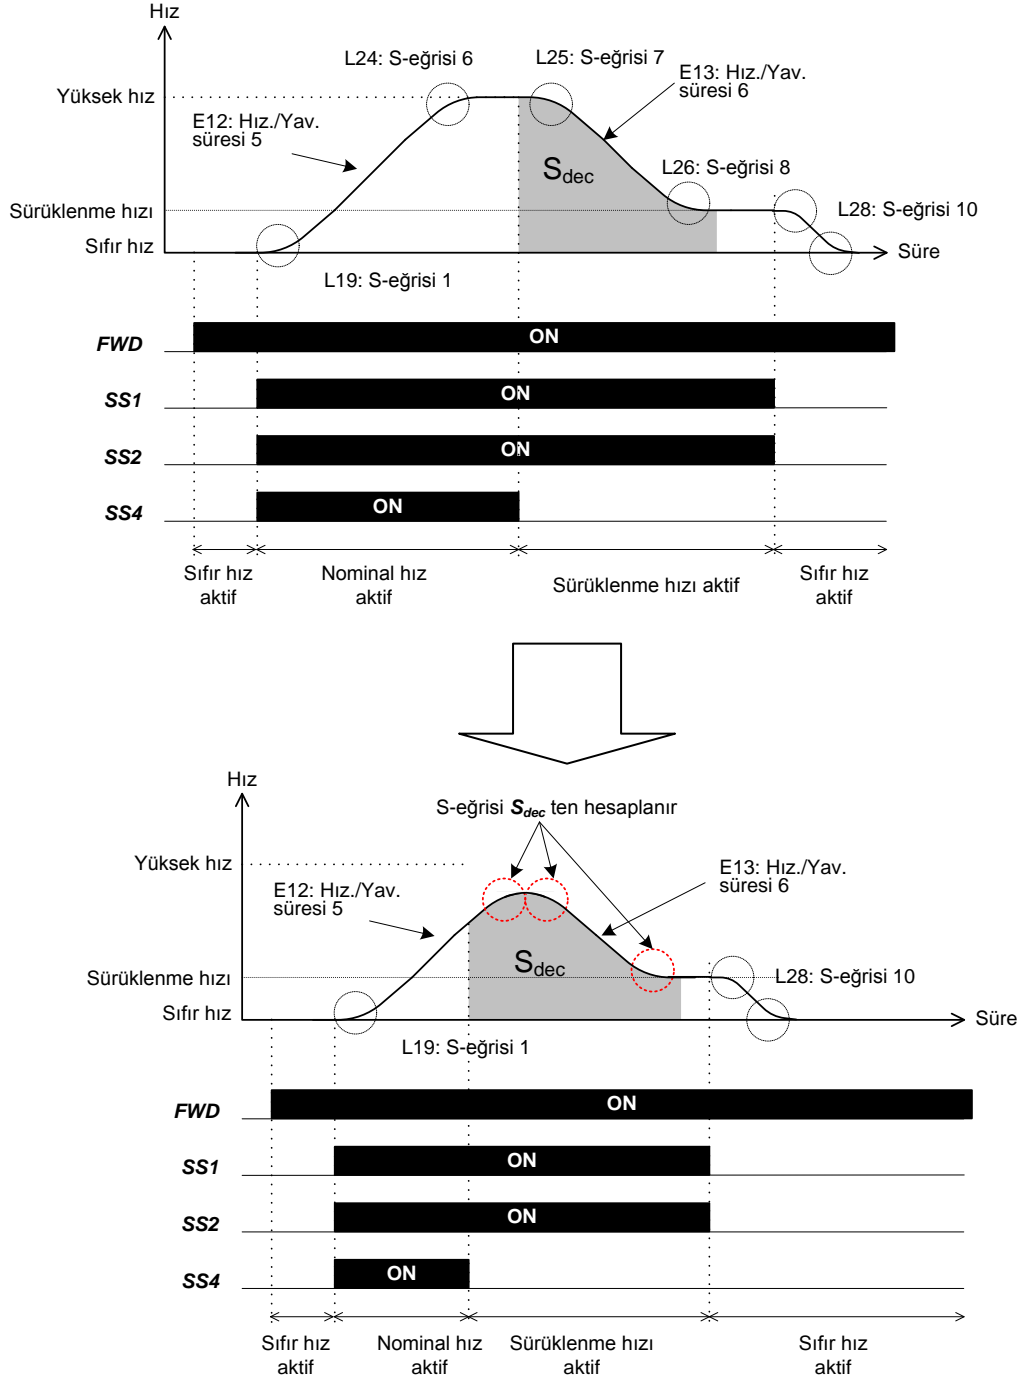 Hız
L24: S-eğrisi 6
L25: S-eğrisi 7
E13: Hız./Yav.
süresi 6
Yüksek hız
E12: Hız./Yav.
süresi 5
Sdec
L26: S-eğrisi 8
Sürüklenme hızı
L28: S-eğrisi 10
Sıfır hız
Süre
L19: S-eğrisi 1
FWD
ON
SS1
ON
SS2
ON
SS4
ON
Sıfır hız
aktif
Nominal hız
aktif
Sürüklenme hızı aktif
Sıfır hız
aktif
Hız
S-eğrisi Sdec ten hesaplanır
Yüksek hız
E12: Hız./Yav.
süresi 5
E13: Hız./Yav.
süresi 6
Sdec
Sürüklenme hızı
L28: S-eğrisi 10
Sıfır hız
Süre
L19: S-eğrisi 1
FWD
ON
SS1
ON
SS2
ON
SS4
ON
Sıfır hız
aktif
Nominal hız
aktif
Sürüklenme hızı
aktif
Sıfır hız
aktif